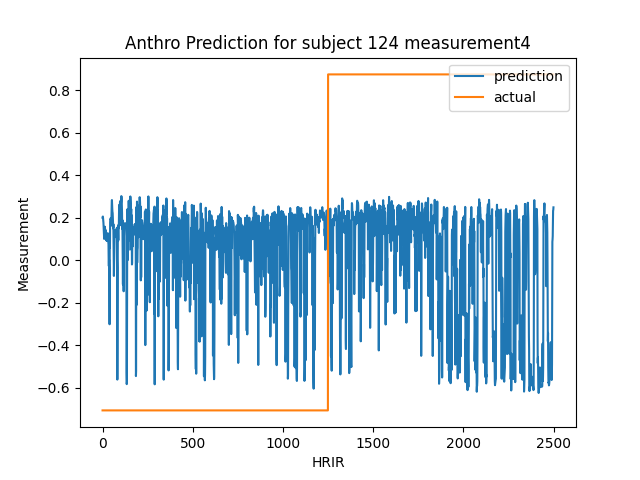 Anthro Prediction for subject 124 measurement4
prediction
actual
Measurement
0.8
0.6
0.4
0.2
0.0
−0.2
−0.4
−0.6
0 500 1000 1500 2000 2500
HRIR